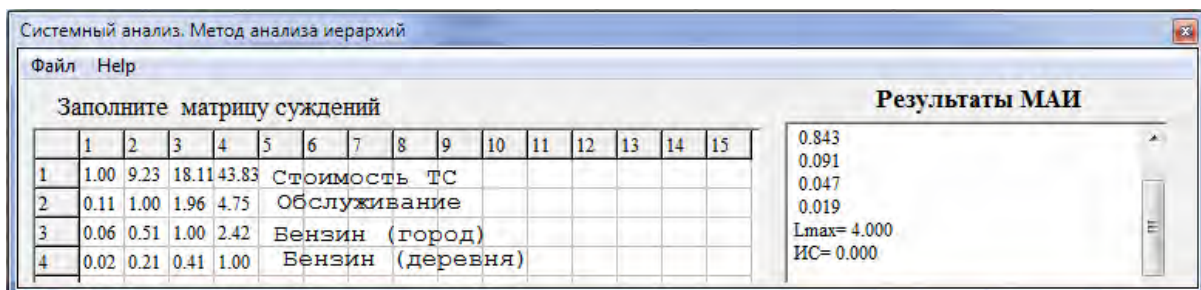 Системный анализ. Метод анализа иерархий
Файл Help
Заполните матрицу суждений
Результаты МАИ
1 2 3 4 5 6 7 8 9 10 11 12 13 14 15
1 1.00 9.23 18.11 43.83 Стоимость ТС
2 0.11 1.00 1.96 4.75 Обслуживание
3 0.06 0.51 1.00 2.42 Бензин (город)
4 0.02 0.21 0.41 1.00 Бензин (деревня)
0.843
0.091
0.047
0.019
Lmax= 4.000
ИС= 0.000